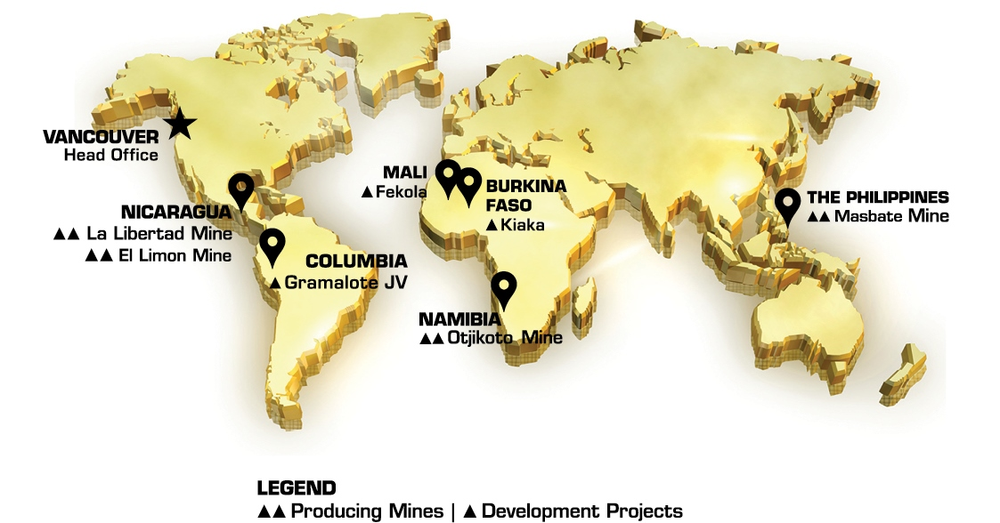 VANCOUVER
Head Office
MALI
▲Fekola
BURKINA
FASO
▲Kiaka
THE PHILIPPINES
▲▲ Masbate Mine
NICARAGUA
▲▲ La Libertad Mine
▲▲ El Limon Mine
COLUMBIA
▲Gramalote JV
NAMIBIA
▲▲Otjikoto Mine
LEGEND
▲▲ Producing Mines | ▲ Development Projects